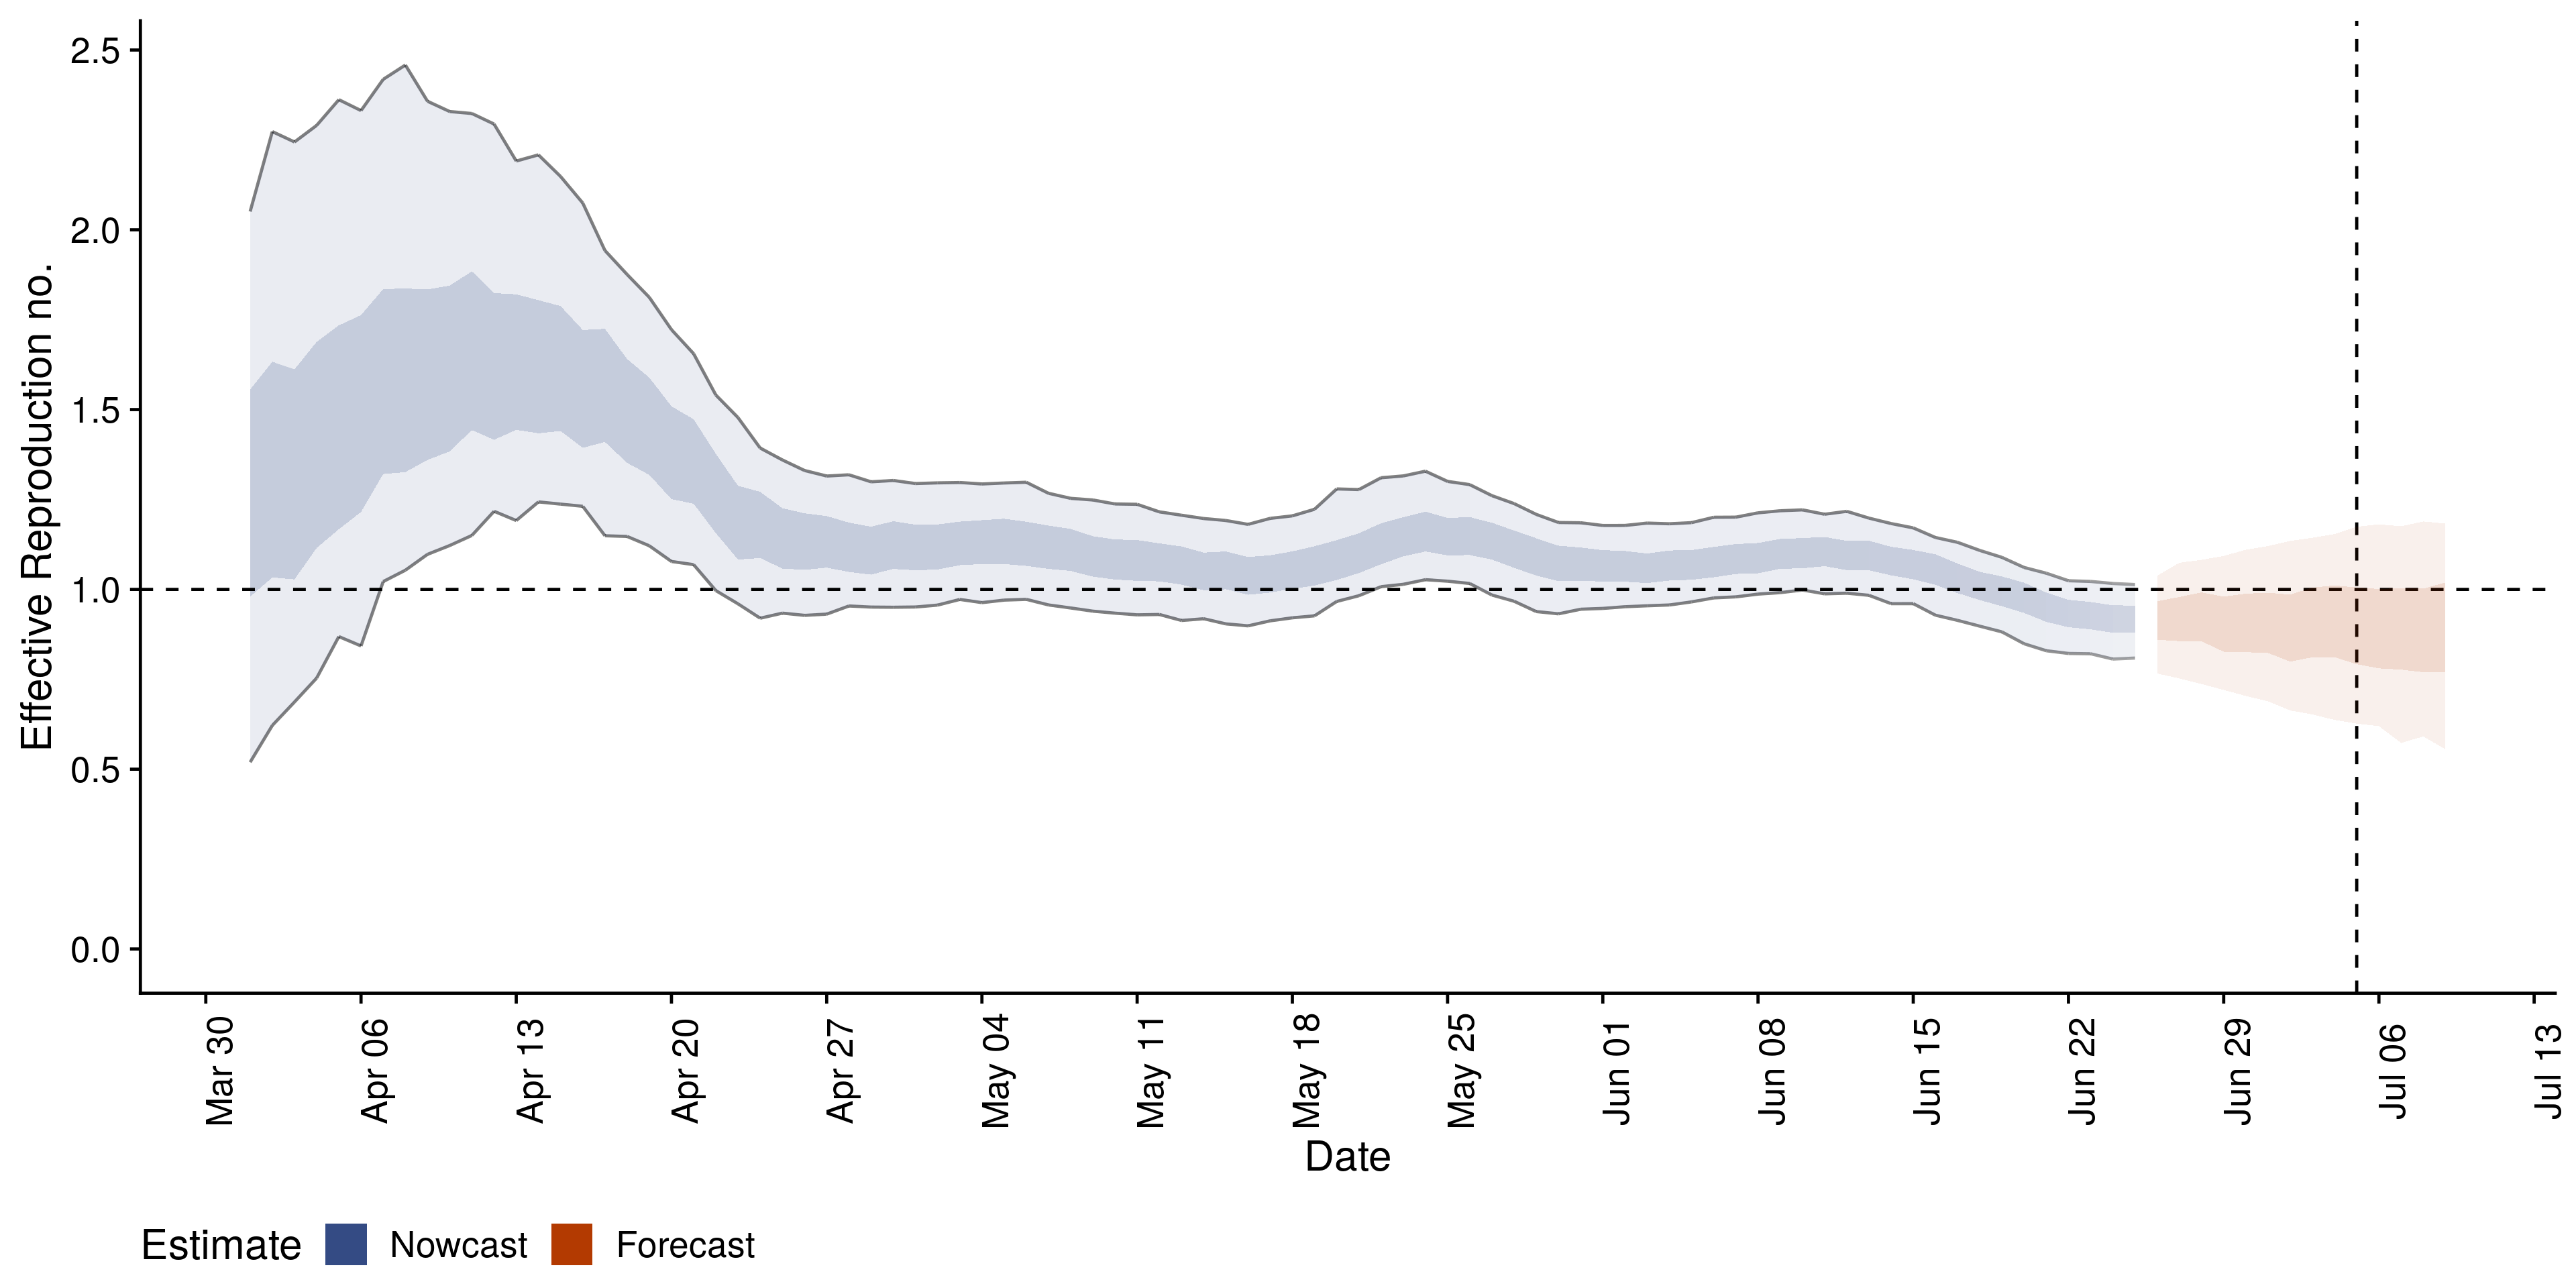 Effective Reproduction no.
2.5
2.0
1.5
1.0
0.5
0.0
Mar 30
Apr 06
Apr 13
Apr 20
Apr 27
May 04
May 11
May 18
May 25
Jun 01
Jun 08
Jun 15
Jun 22
Jun 29
Jul 06
Jul 13
Date
Estimate Nowcast Forecast